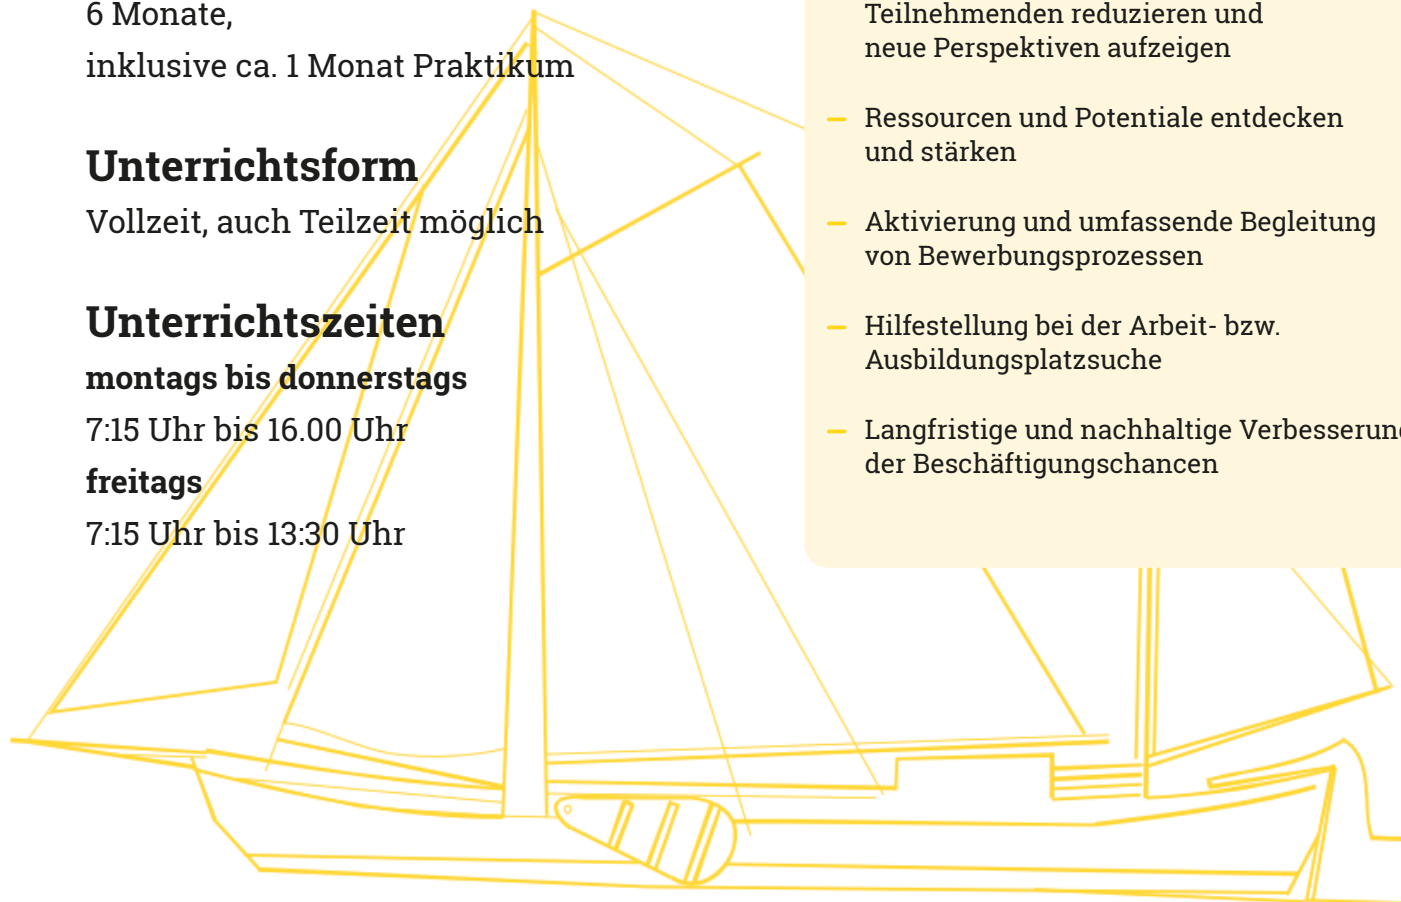 6 Monate,
inklusive ca. 1 Monat Praktikum
Unterrichtsform
Vollzeit, auch Teilzeit möglich
Unterrichtszeiten
montags bis donnerstags
7:15 Uhr bis 16.00 Uhr
freitags
7:15 Uhr bis 13:30 Uhr
Teilnehmenden reduzieren und
neue Perspektiven aufzeigen
– Ressourcen und Potentiale entdecken
und stärken
– Aktivierung und umfassende Begleitung
von Bewerbungsprozessen
– Hilfestellung bei der Arbeit- bzw.
Ausbildungsplatzsuche
– Langfristige und nachhaltige Verbesserung
der Beschäftigungschancen